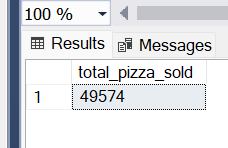 100 %
Results Messages
total_pizza_sold
1 49574